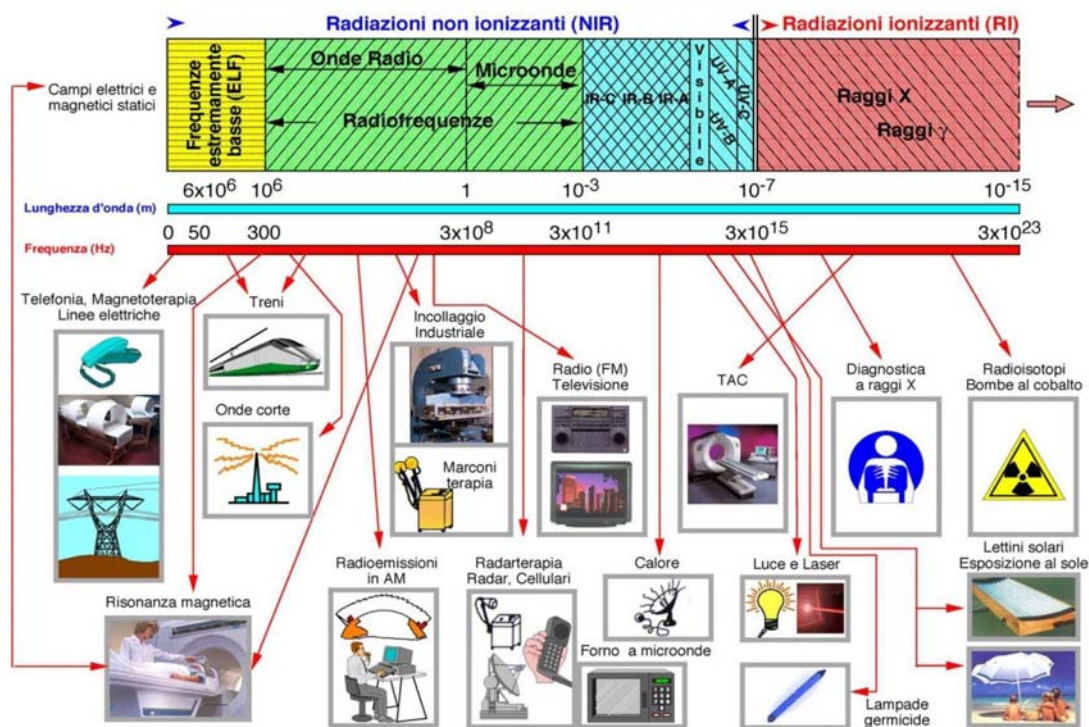 Radiazioni non ionizzanti (NIR)
Radiazioni ionizzanti (RI)
Campi elettrici e
magnetici statici
Frequenze
estremamente
basse (ELF)
Onde Radio
Microonde
Radiofrequenze
IR-C
IR-B
IR-A
Visibile
UV-A
UV-B
UV-C
Raggi X
Raggi γ
6x10⁶ 10⁶ 1 10⁻³ 10⁻⁷ 10⁻¹⁵
Lunghezza d'onda (m)
0 50 300 3x10⁸ 3x10¹¹ 3x10¹⁵ 3x10²³
Frequenza (Hz)
Telefonia, Magnetoterapia
Linee elettriche
Treni
Onde corte
Incollaggio
Industriale
Marconi
terapia
Radio (FM)
Televisione
TAC
Diagnostica
a raggi X
Radioisotopi
Bombe al cobalto
Risonanza magnetica
Radioemissioni
in AM
Radarterapia
Radar, Cellulari
Calore
Forno a microonde
Luce e Laser
Lampade
germicide
Lettini solari
Esposizione al sole